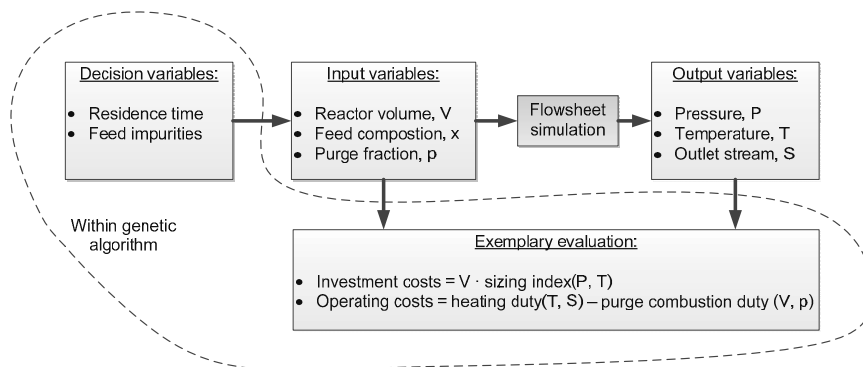 Decision variables:
• Residence time
• Feed impurities
Input variables:
• Reactor volume, V
• Feed compostion, x
• Purge fraction, p
Flowsheet
simulation
Output variables:
• Pressure, P
• Temperature, T
• Outlet stream, S
Within genetic
algorithm
Exemplary evaluation:
• Investment costs = V · sizing index(P, T)
• Operating costs = heating duty(T, S) – purge combustion duty (V, p)